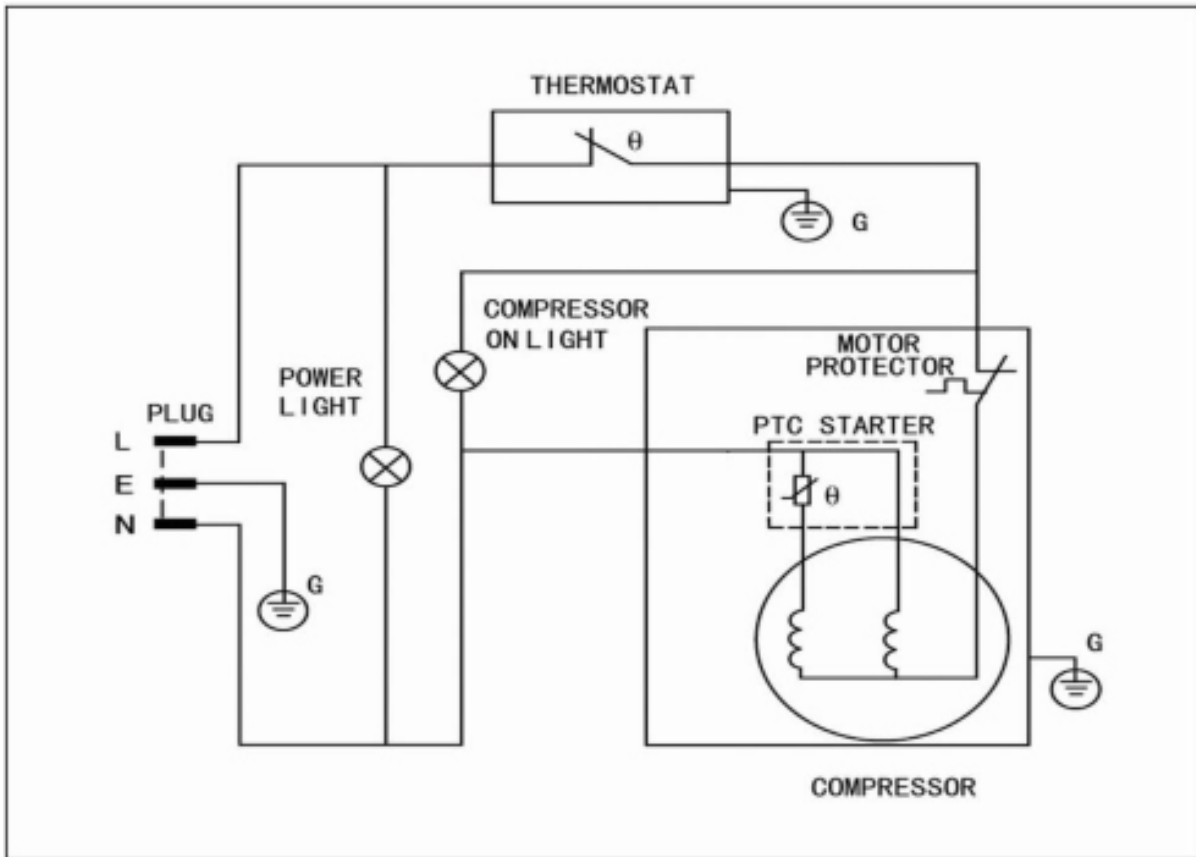 THERMOSTAT
θ
G
COMPRESSOR
ON LIGHT
MOTOR
PROTECTOR
POWER
LIGHT
PLUG
L
E
N
PTC STARTER
θ
G
G
COMPRESSOR